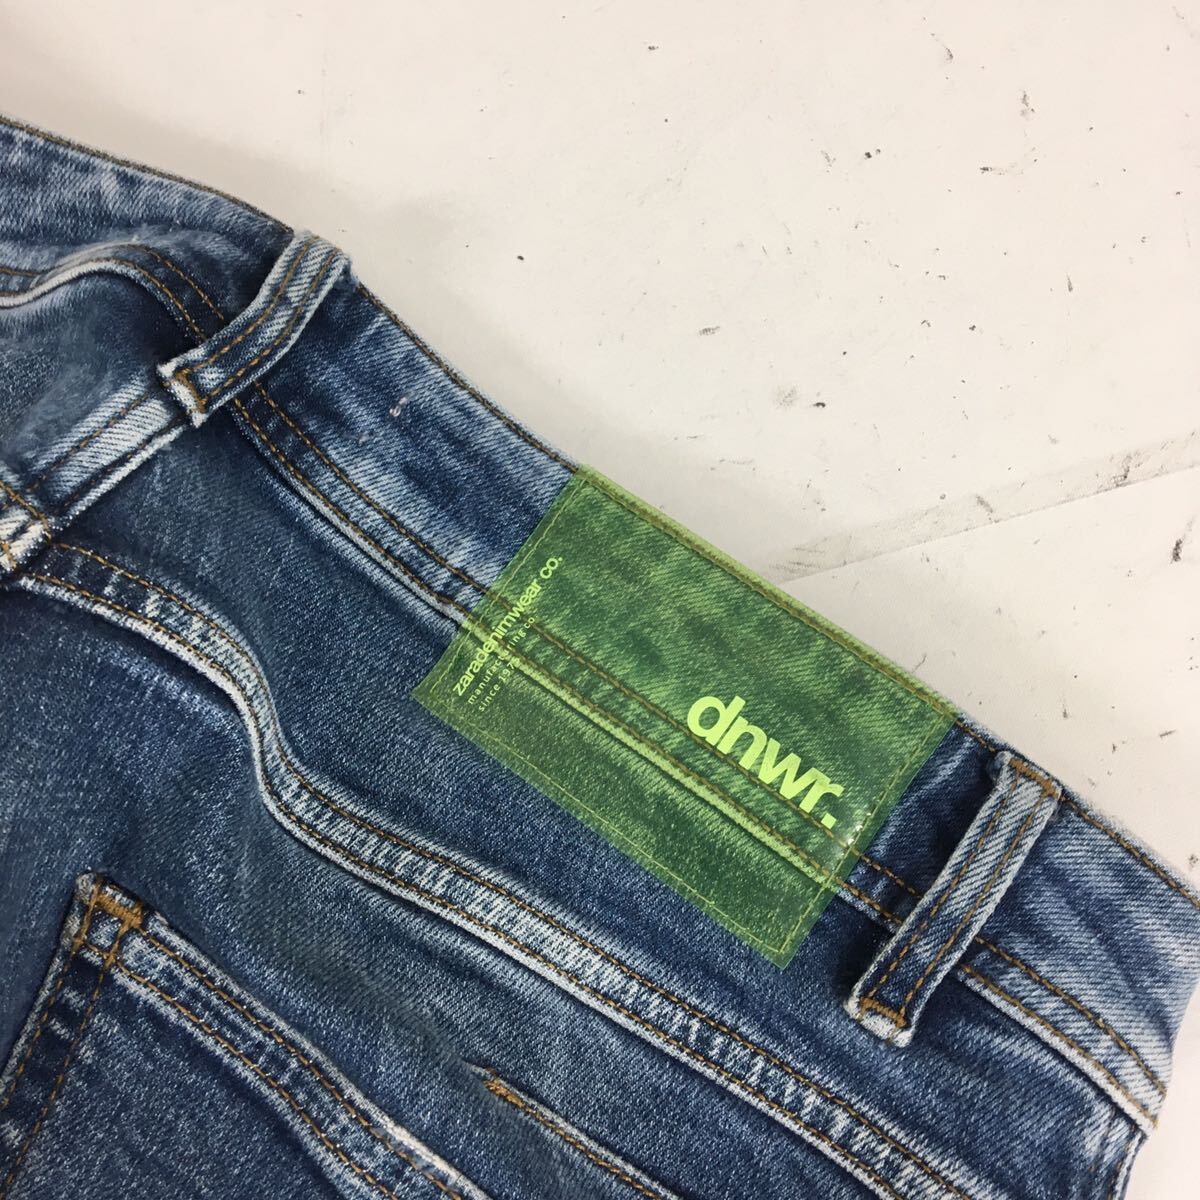 zaradenimwear co.
manufacturing co.
since 1975
dnwr.